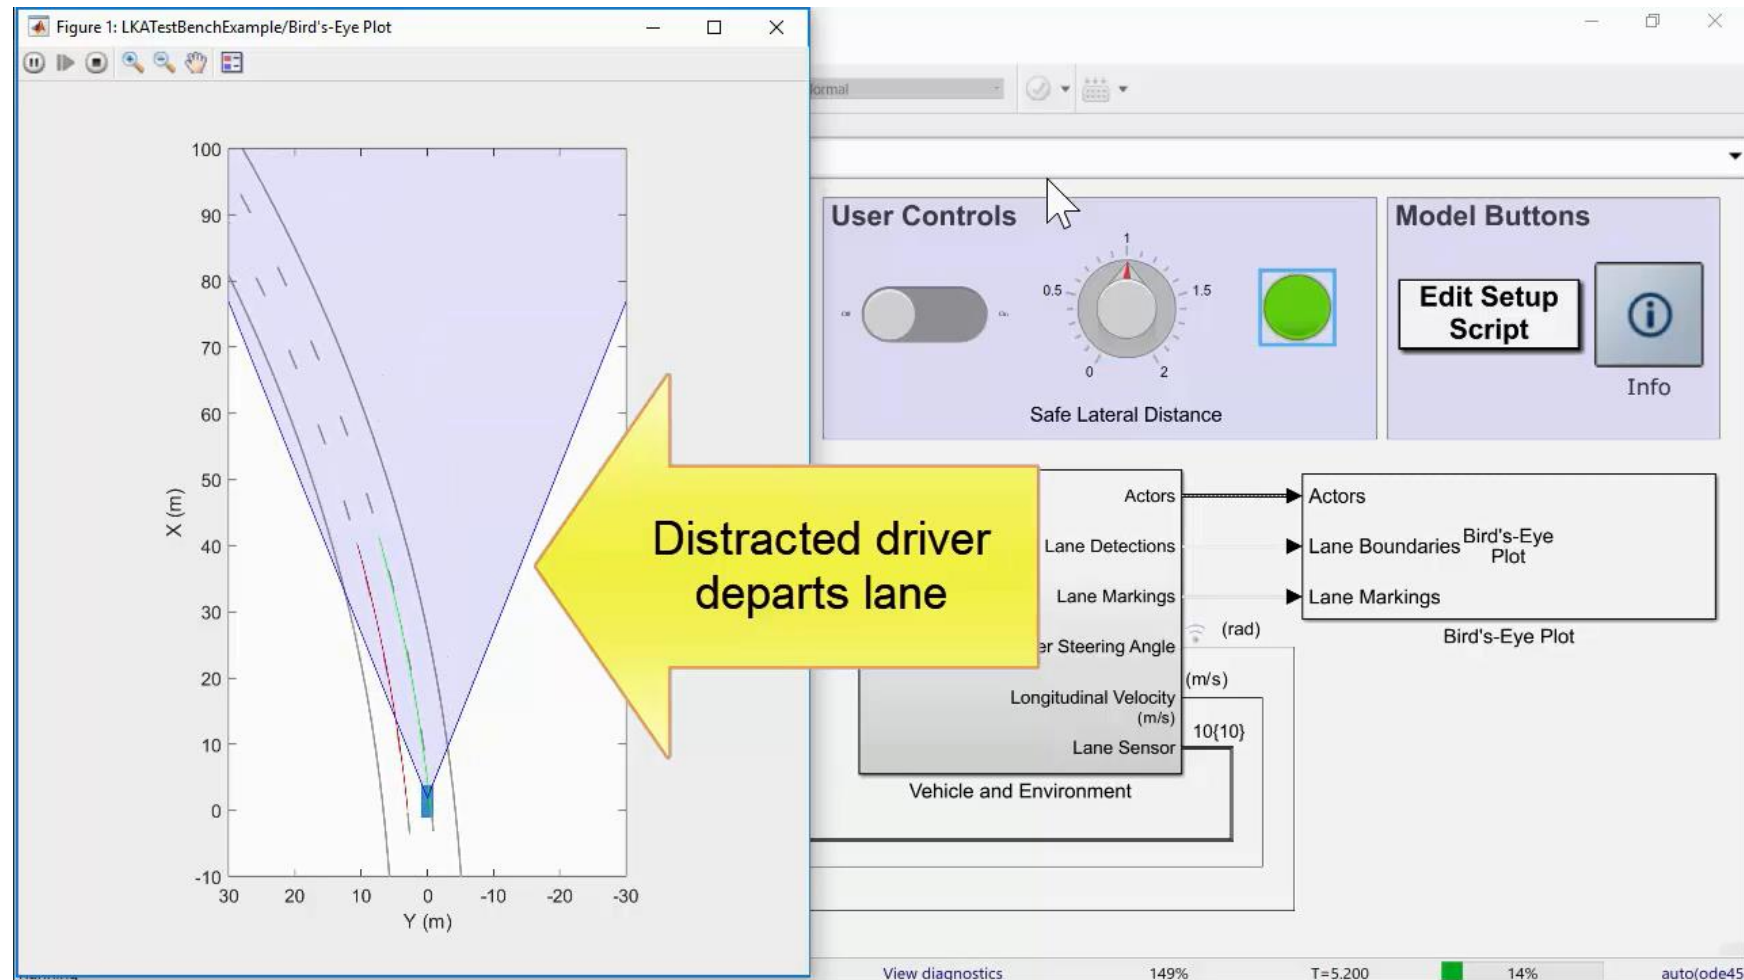 Figure 1: LKATestBenchExample/Bird's-Eye Plot
100
90
80
70
60
50
40
30
20
10
0
-10
X (m)
30
20
10
0
-10
-20
-30
Y (m)
Distracted driver
departs lane
ormal
User Controls
Off
On
0
0.5
1
1.5
2
Safe Lateral Distance
Model Buttons
Edit Setup
Script
Info
Actors
Lane Detections
Lane Markings
er Steering Angle
Longitudinal Velocity
(m/s)
Lane Sensor
Vehicle and Environment
(rad)
(m/s)
10{10}
Actors
Lane Boundaries
Lane Markings
Bird's-Eye
Plot
Bird's-Eye Plot
Running
View diagnostics
149%
T=5.200
14%
auto(ode45